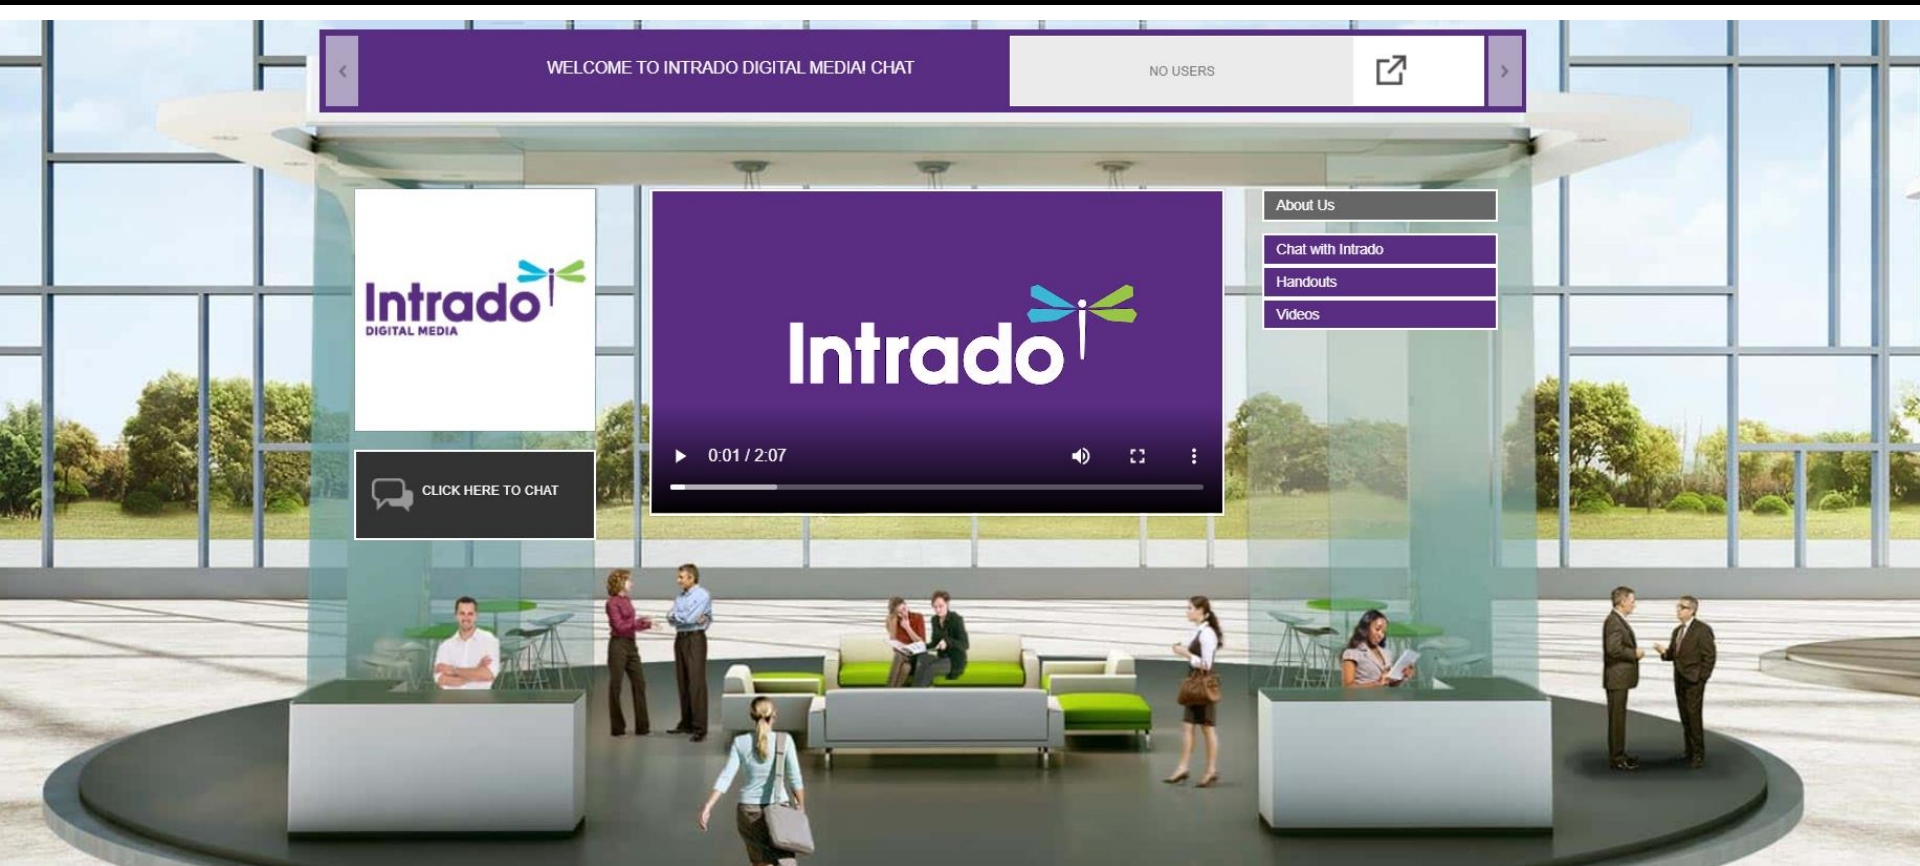 WELCOME TO INTRADO DIGITAL MEDIA! CHAT
NO USERS
Intrado
DIGITAL MEDIA
CLICK HERE TO CHAT
Intrado
0:01 / 2:07
About Us
Chat with Intrado
Handouts
Videos